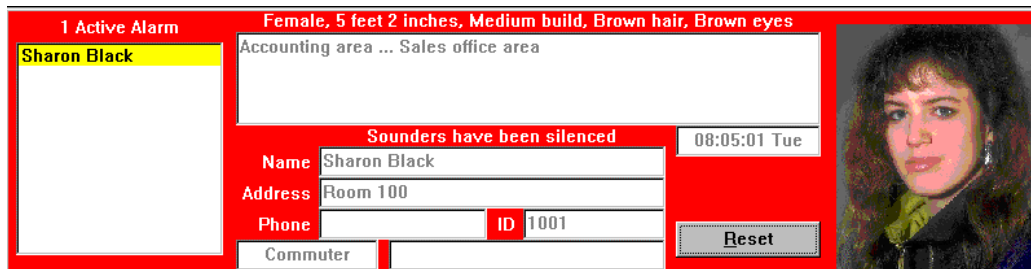 1 Active Alarm
Sharon Black
Female, 5 feet 2 inches, Medium build, Brown hair, Brown eyes
Accounting area ... Sales office area
Sounders have been silenced
08:05:01 Tue
Name Sharon Black
Address Room 100
Phone ID 1001
Reset
Commuter